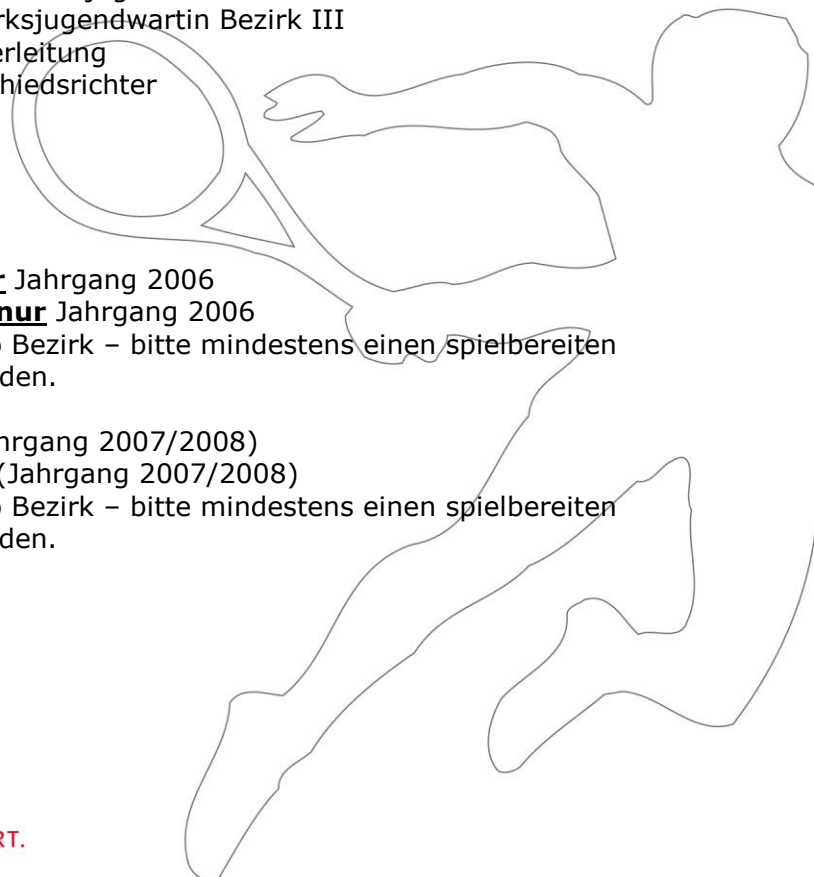 rksjugendwartin Bezirk III
erleitung
hiedsrichter
r Jahrgang 2006
nur Jahrgang 2006
o Bezirk – bitte mindestens einen spielbereiten
den.
hrgang 2007/2008)
(Jahrgang 2007/2008)
o Bezirk – bitte mindestens einen spielbereiten
den.
RT.